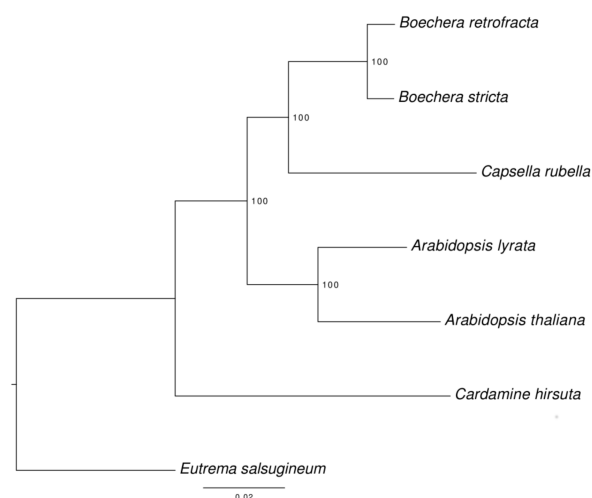 Boechera retrofracta
100
Boechera stricta
100
Capsella rubella
100
Arabidopsis lyrata
100
Arabidopsis thaliana
Cardamine hirsuta
Eutrema salsugineum
0.02